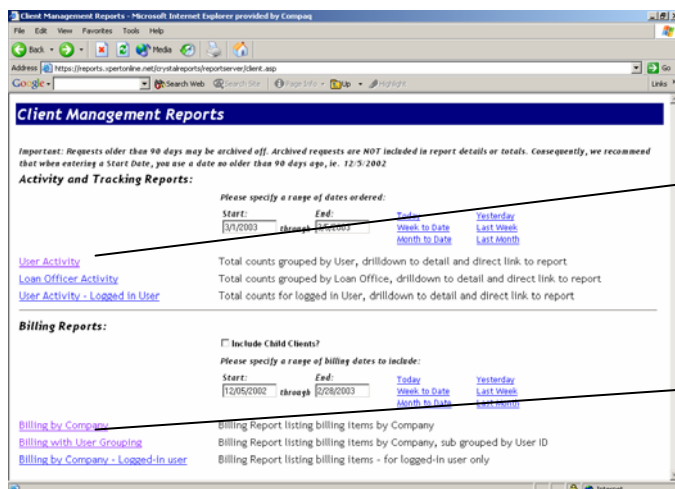 Client Management Reports - Microsoft Internet Explorer provided by Compaq
File Edit View Favorites Tools Help
Back Media
Address https://reports.xpertonline.net/crystalreports/reportserver/client.asp Go
Google Search Web Search Site Page Info Up Highlight Links
Client Management Reports
Important: Requests older than 90 days may be archived off. Archived requests are NOT included in report details or totals. Consequently, we recommend
that when entering a Start Date, you use a date no older than 90 days ago, ie. 12/5/2002
Activity and Tracking Reports:
Please specify a range of dates ordered:
Start: End: Today Yesterday
3/1/2003 through 3/5/2003 Week to Date Last Week
Month to Date Last Month
User Activity Total counts grouped by User, drilldown to detail and direct link to report
Loan Officer Activity Total counts grouped by Loan Office, drilldown to detail and direct link to report
User Activity - Logged in User Total counts for logged in User, drilldown to detail and direct link to report
Billing Reports:
Include Child Clients?
Please specify a range of billing dates to include:
Start: End: Today Yesterday
12/05/2002 through 2/28/2003 Week to Date Last Week
Month to Date Last Month
Billing by Company Billing Report listing billing items by Company
Billing with User Grouping Billing Report listing billing items by Company, sub grouped by User ID
Billing by Company - Logged-in user Billing Report listing billing items - for logged-in user only
Internet